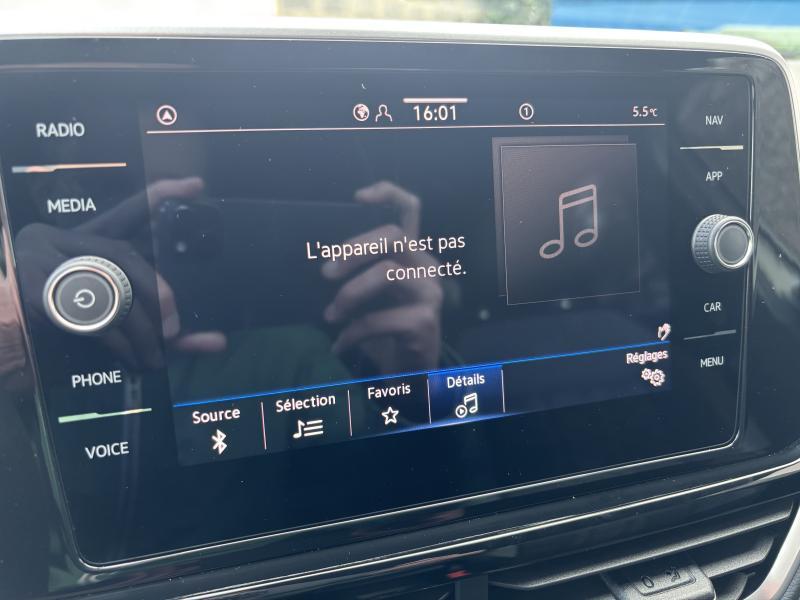 RADIO
MEDIA
PHONE
VOICE
16:01
1
5.5°C
L'appareil n'est pas
connecté.
Source
Sélection
Favoris
Détails
Réglages
NAV
APP
CAR
MENU